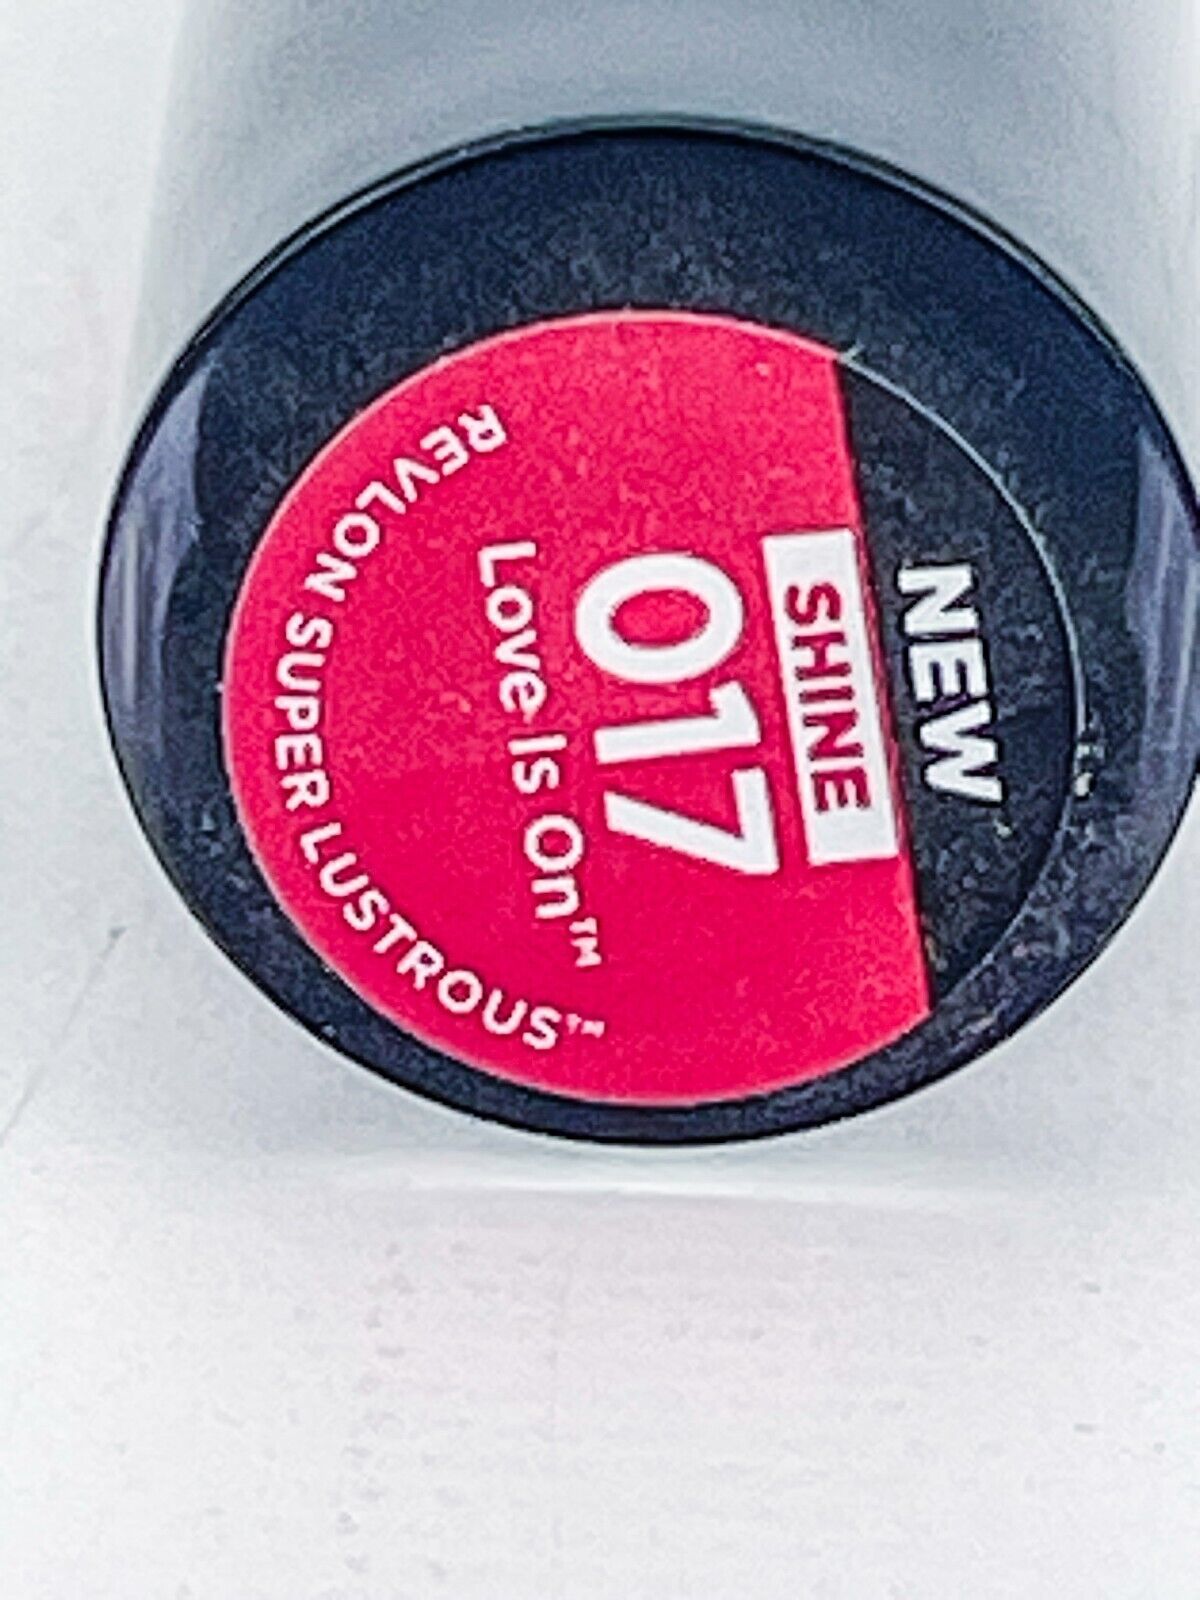 NEW
SHINE
017
Love Is On™
REVLON SUPER LUSTROUS™